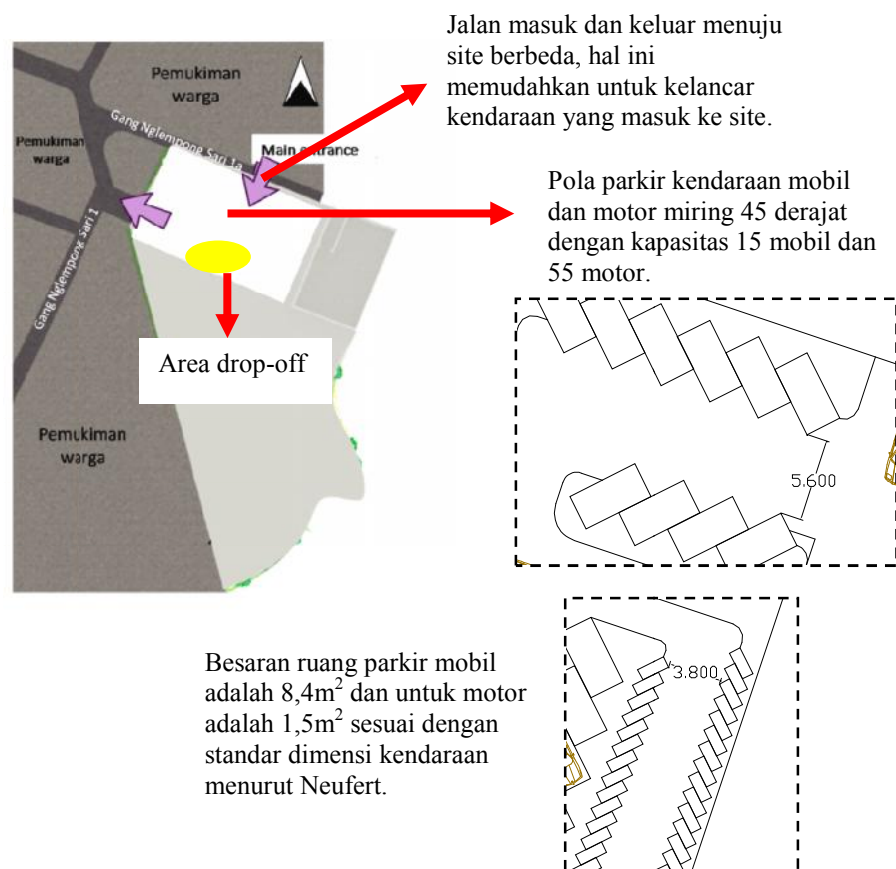 Jalan masuk dan keluar menuju
site berbeda, hal ini
memudahkan untuk kelancar
kendaraan yang masuk ke site.
Pemukiman
warga
Gang Nglempong Sari 1a
Pemukiman
warga
Main entrance
Pola parkir kendaraan mobil
dan motor miring 45 derajat
dengan kapasitas 15 mobil dan
55 motor.
Gang Nglempong Sari 1
Area drop-off
Pemukiman
warga
5.600
Besaran ruang parkir mobil
adalah 8,4m² dan untuk motor
adalah 1,5m² sesuai dengan
standar dimensi kendaraan
menurut Neufert.
3.800